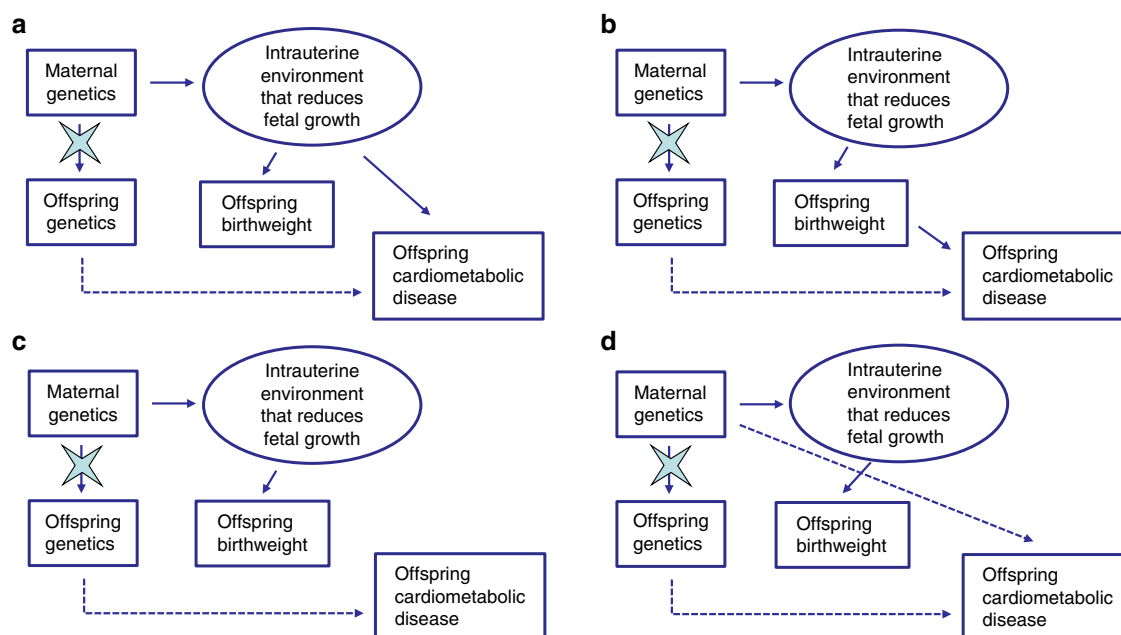 a
Maternal
genetics
Intrauterine
environment
that reduces
fetal growth
Offspring
genetics
Offspring
birthweight
Offspring
cardiometabolic
disease
b
Maternal
genetics
Intrauterine
environment
that reduces
fetal growth
Offspring
genetics
Offspring
birthweight
Offspring
cardiometabolic
disease
c
Maternal
genetics
Intrauterine
environment
that reduces
fetal growth
Offspring
genetics
Offspring
birthweight
Offspring
cardiometabolic
disease
d
Maternal
genetics
Intrauterine
environment
that reduces
fetal growth
Offspring
genetics
Offspring
birthweight
Offspring
cardiometabolic
disease